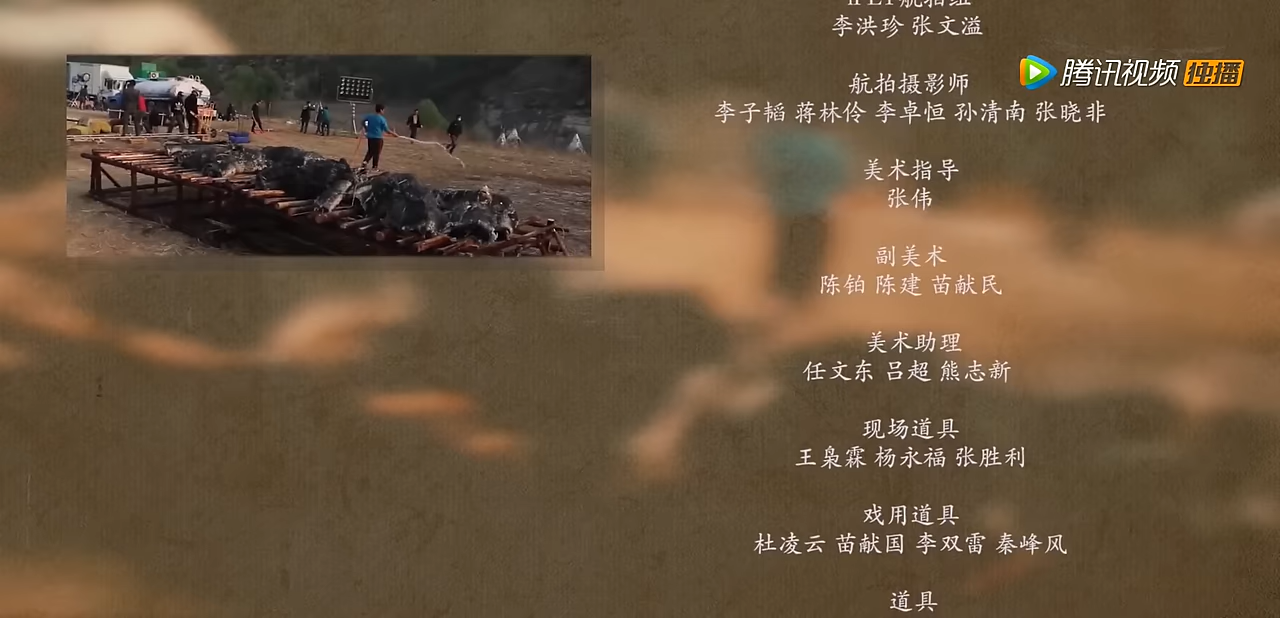 航拍组
李洪珍 张文溢
腾讯视频 独播
航拍摄影师
李子韬 蒋林伶 李卓恒 孙清南 张晓非
美术指导
张伟
副美术
陈铂 陈建 苗献民
美术助理
任文东 吕超 熊志新
现场道具
王枭霖 杨永福 张胜利
戏用道具
杜凌云 苗献国 李双雷 秦峰风
道具